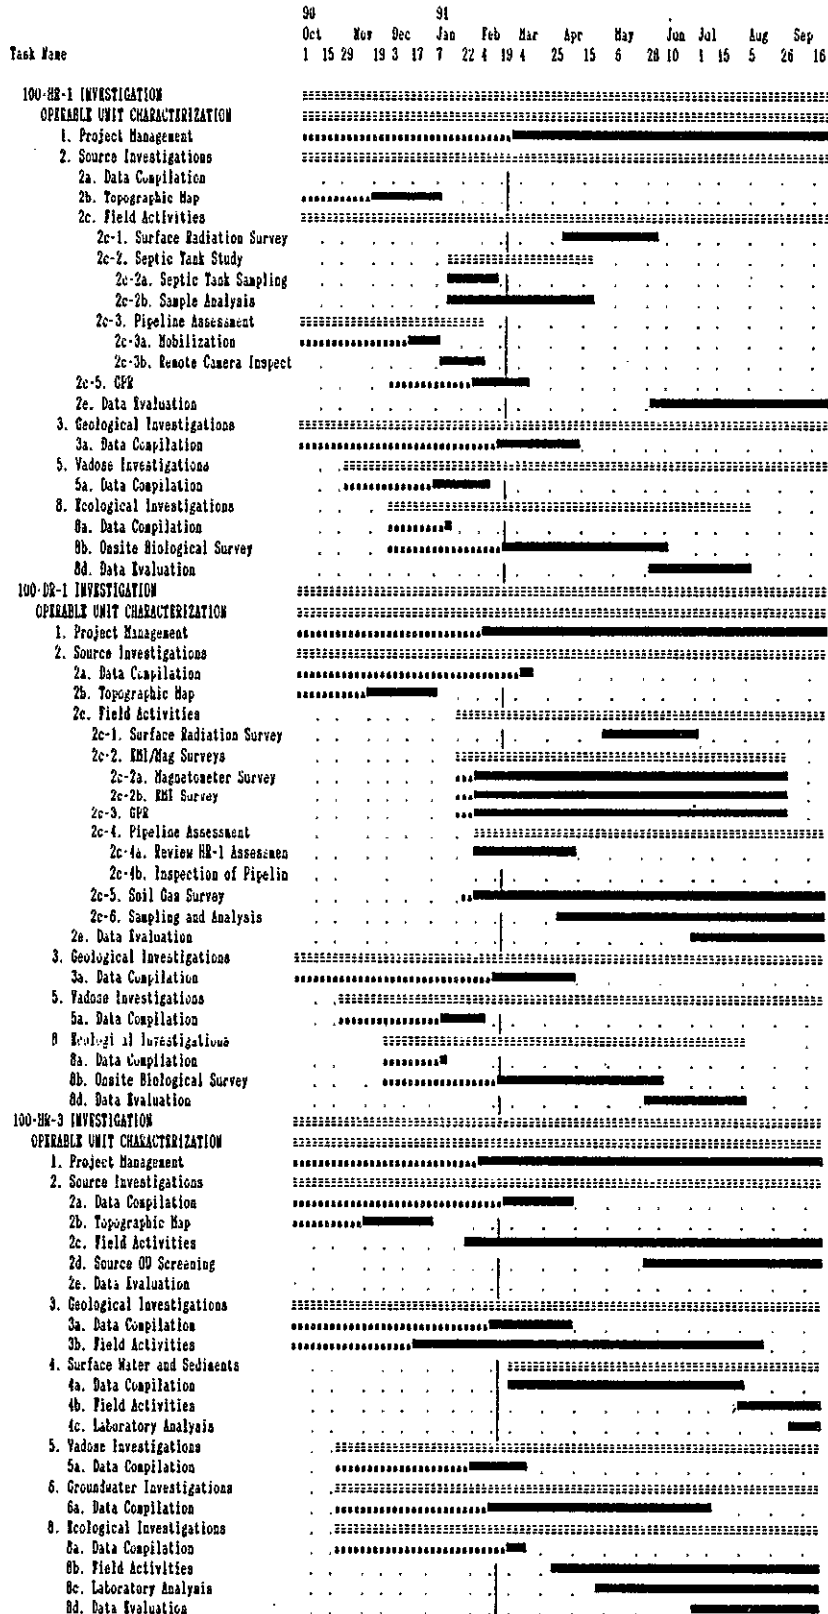 90 91
Oct Nov Dec Jan Feb Mar Apr May Jun Jul Aug Sep
Task Name 1 15 29 19 3 17 7 22 4 19 4 25 15 6 28 10 1 15 5 26 16
100-HR-1 INVESTIGATION
OPERABLE UNIT CHARACTERIZATION
1. Project Management
2. Source Investigations
2a. Data Compilation
2b. Topographic Map
2c. Field Activities
2c-1. Surface Radiation Survey
2c-2. Septic Tank Study
2c-2a. Septic Tank Sampling
2c-2b. Sample Analysis
2c-3. Pipeline Assessment
2c-3a. Mobilization
2c-3b. Remote Camera Inspect
2c-5. GPR
2e. Data Evaluation
3. Geological Investigations
3a. Data Compilation
5. Vadose Investigations
5a. Data Compilation
8. Ecological Investigations
8a. Data Compilation
8b. Onsite Biological Survey
8d. Data Evaluation
100-DR-1 INVESTIGATION
OPERABLE UNIT CHARACTERIZATION
1. Project Management
2. Source Investigations
2a. Data Compilation
2b. Topographic Map
2c. Field Activities
2c-1. Surface Radiation Survey
2c-2. EMI/Mag Surveys
2c-2a. Magnetometer Survey
2c-2b. EMI Survey
2c-3. GPR
2c-4. Pipeline Assessment
2c-4a. Review HR-1 Assessmen
2c-4b. Inspection of Pipelin
2c-5. Soil Gas Survey
2c-6. Sampling and Analysis
2e. Data Evaluation
3. Geological Investigations
3a. Data Compilation
5. Vadose Investigations
5a. Data Compilation
8 Ecological Investigations
8a. Data Compilation
8b. Onsite Biological Survey
8d. Data Evaluation
100-HR-3 INVESTIGATION
OPERABLE UNIT CHARACTERIZATION
1. Project Management
2. Source Investigations
2a. Data Compilation
2b. Topographic Map
2c. Field Activities
2d. Source OU Screening
2e. Data Evaluation
3. Geological Investigations
3a. Data Compilation
3b. Field Activities
4. Surface Water and Sediments
4a. Data Compilation
4b. Field Activities
4c. Laboratory Analysis
5. Vadose Investigations
5a. Data Compilation
6. Groundwater Investigations
6a. Data Compilation
8. Ecological Investigations
8a. Data Compilation
8b. Field Activities
8c. Laboratory Analysis
8d. Data Evaluation